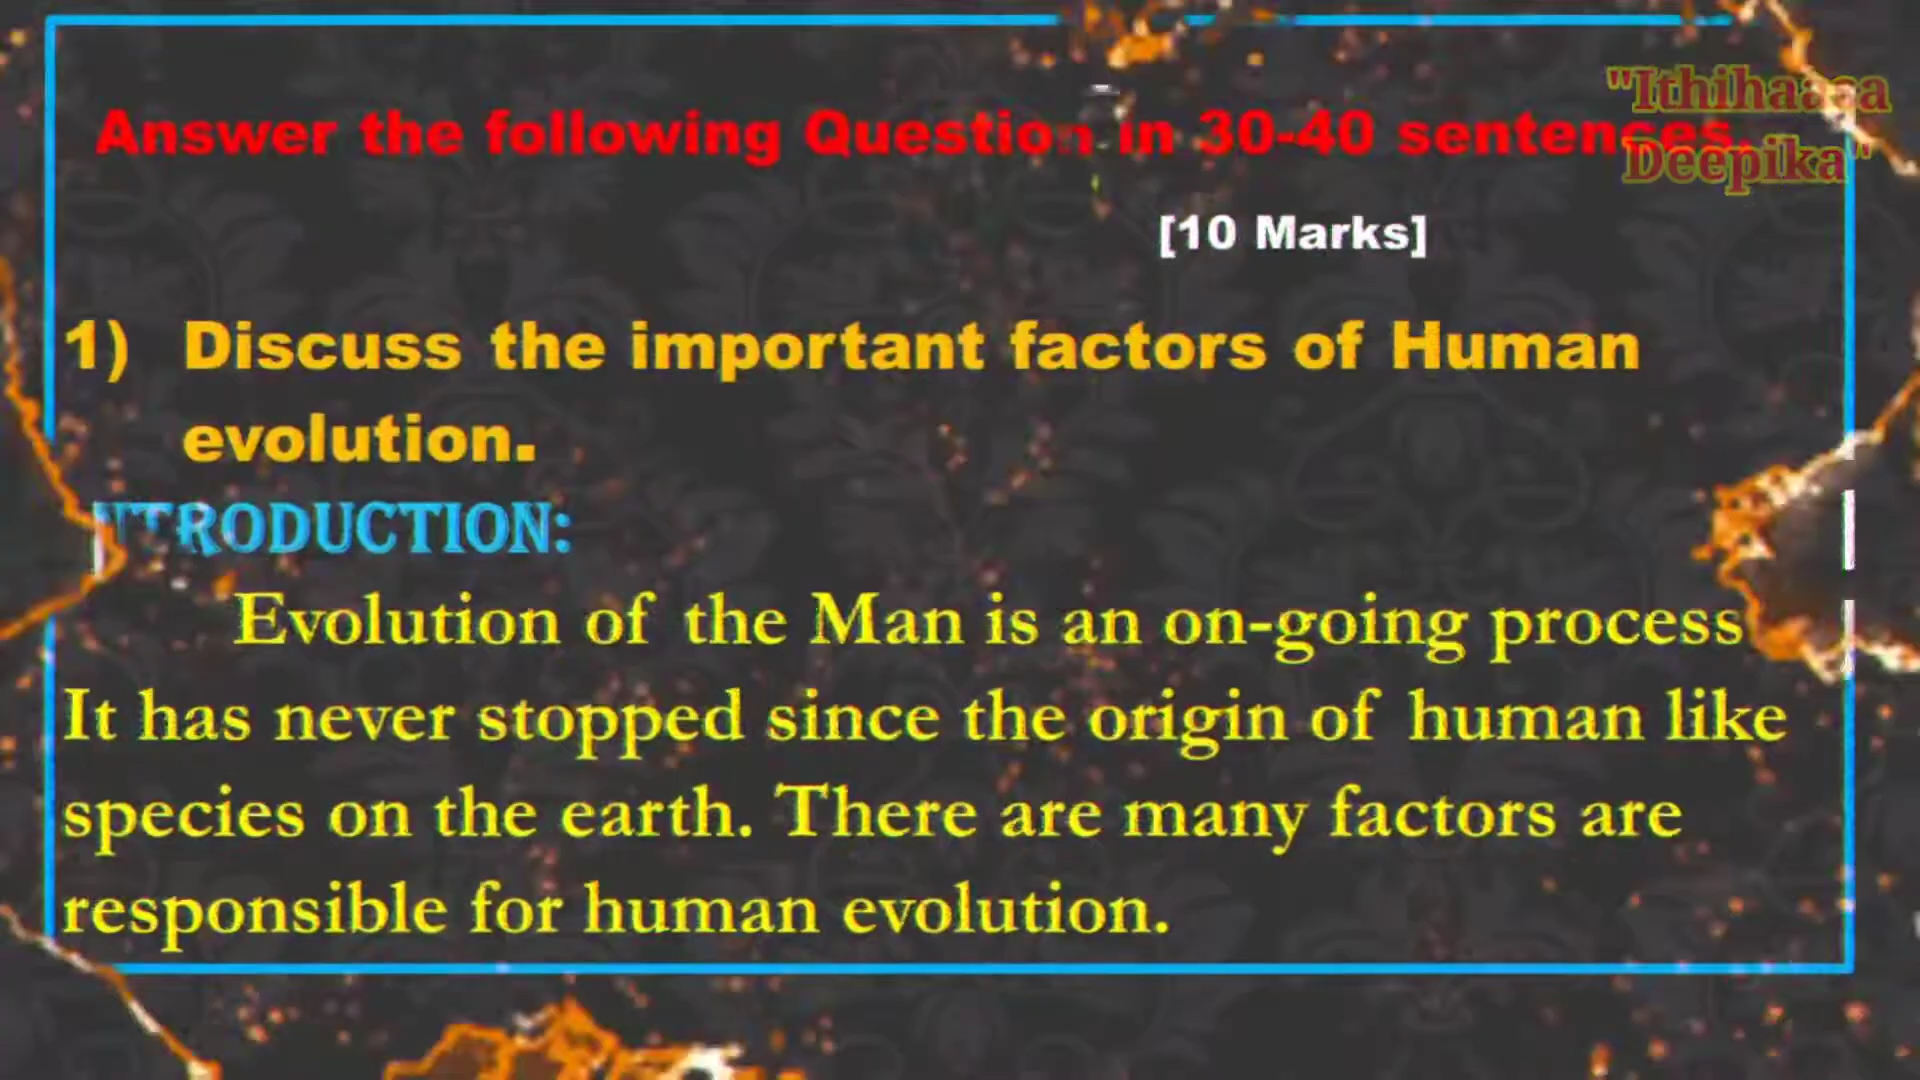 "Ithihaasa
Deepika"
Answer the following Question in 30-40 sentences.
[10 Marks]
1) Discuss the important factors of Human
evolution.
INTRODUCTION:
Evolution of the Man is an on-going process
It has never stopped since the origin of human like
species on the earth. There are many factors are
responsible for human evolution.